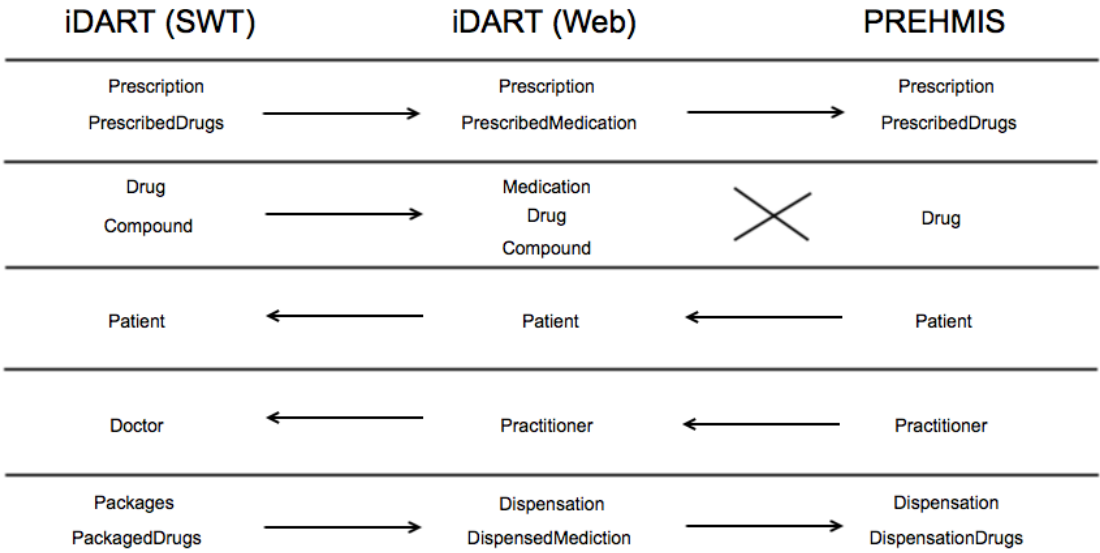 iDART (SWT) iDART (Web) PREHMIS
Prescription Prescription Prescription
PrescribedDrugs PrescribedMedication PrescribedDrugs
Drug Medication
Compound Drug Drug
Compound
Patient Patient Patient
Doctor Practitioner Practitioner
Packages Dispensation Dispensation
PackagedDrugs DispensedMediction DispensationDrugs